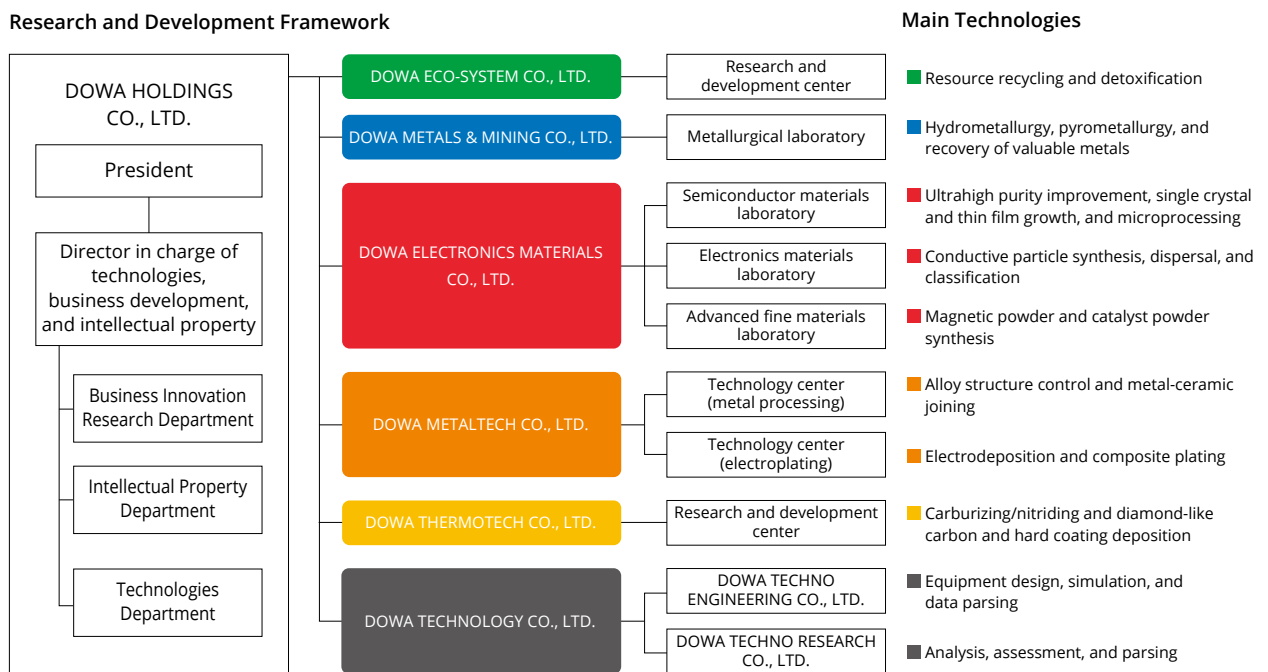 Research and Development Framework
Main Technologies
DOWA HOLDINGS
CO., LTD.
President
Director in charge of
technologies,
business development,
and intellectual property
Business Innovation
Research Department
Intellectual Property
Department
Technologies
Department
DOWA ECO-SYSTEM CO., LTD.
Research and
development center
Resource recycling and detoxification
DOWA METALS & MINING CO., LTD.
Metallurgical laboratory
Hydrometallurgy, pyrometallurgy, and
recovery of valuable metals
DOWA ELECTRONICS MATERIALS
CO., LTD.
Semiconductor materials
laboratory
Ultrahigh purity improvement, single crystal
and thin film growth, and microprocessing
Electronics materials
laboratory
Conductive particle synthesis, dispersal, and
classification
Advanced fine materials
laboratory
Magnetic powder and catalyst powder
synthesis
DOWA METALTECH CO., LTD.
Technology center
(metal processing)
Alloy structure control and metal-ceramic
joining
Technology center
(electroplating)
Electrodeposition and composite plating
DOWA THERMOTECH CO., LTD.
Research and development
center
Carburizing/nitriding and diamond-like
carbon and hard coating deposition
DOWA TECHNOLOGY CO., LTD.
DOWA TECHNO
ENGINEERING CO., LTD.
Equipment design, simulation, and
data parsing
DOWA TECHNO RESEARCH
CO., LTD.
Analysis, assessment, and parsing